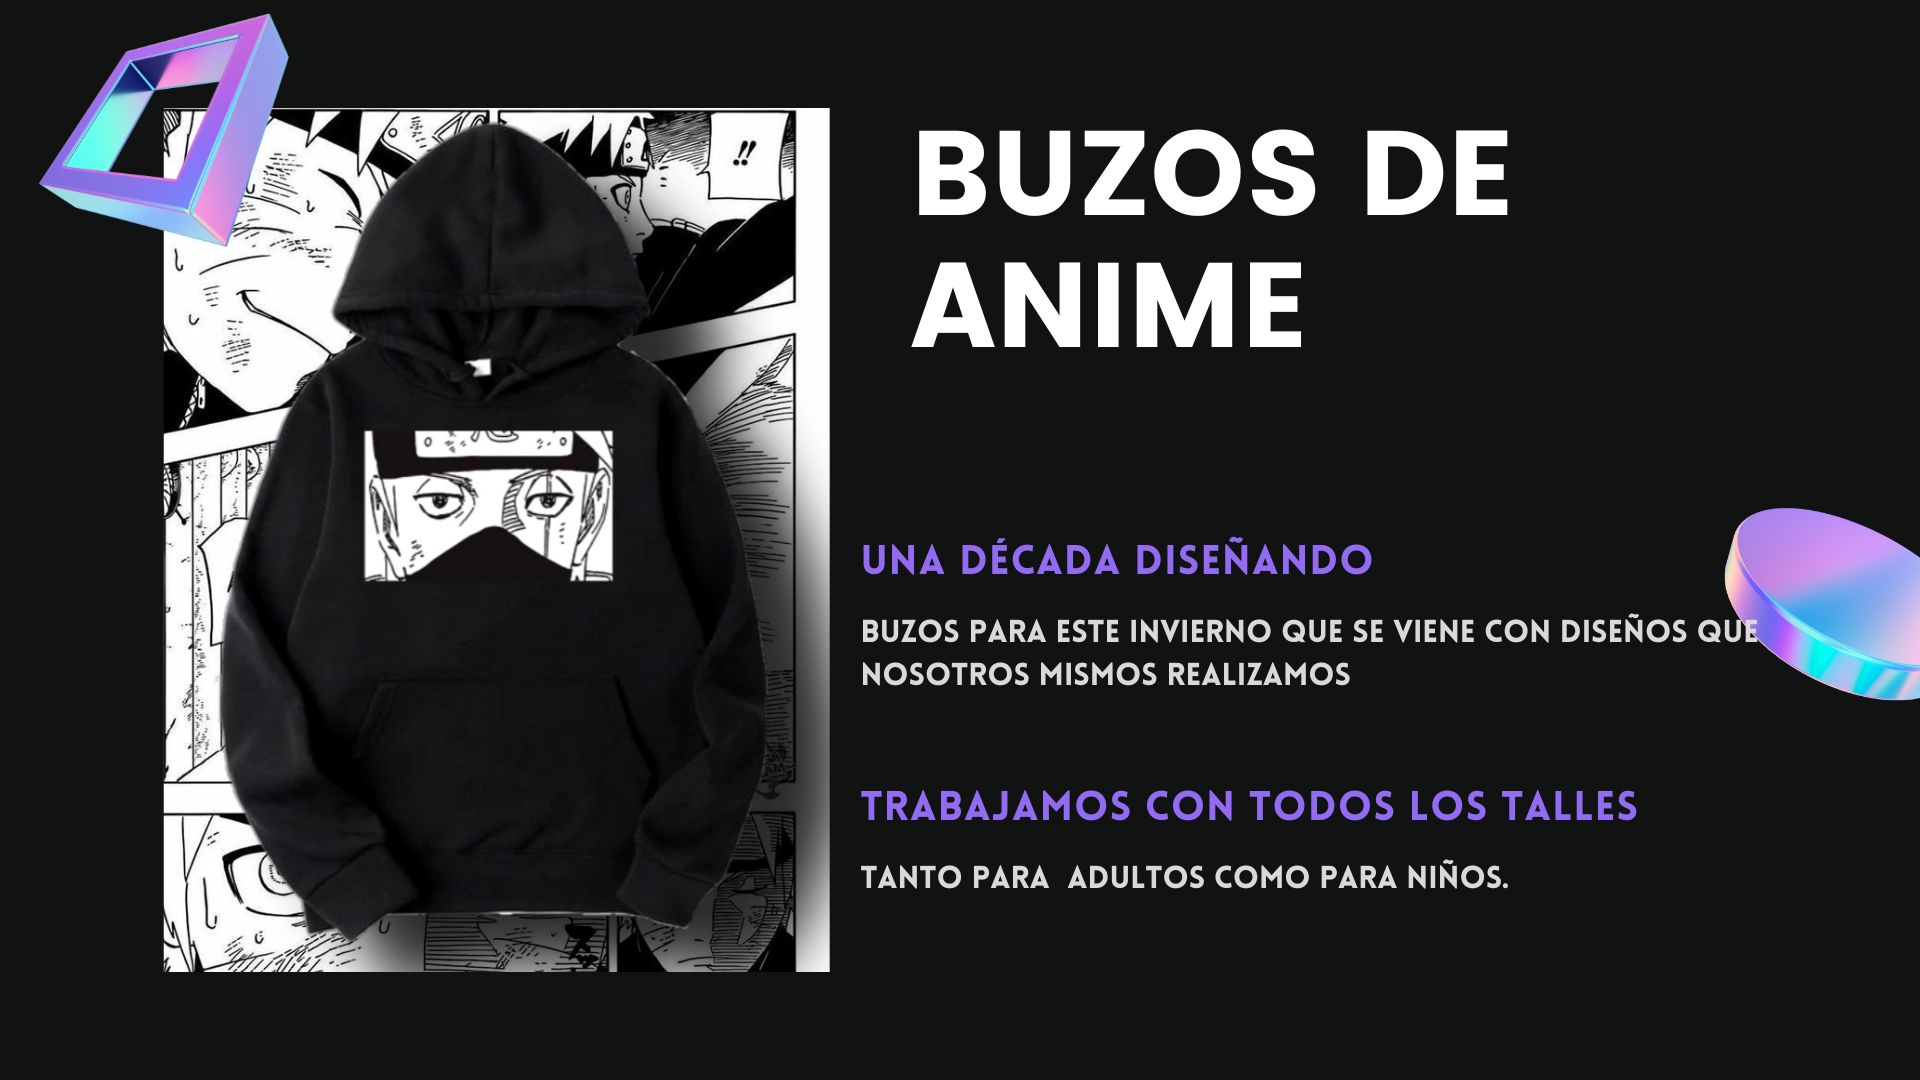 !!
BUZOS DE
ANIME
UNA DÉCADA DISEÑANDO
BUZOS PARA ESTE INVIERNO QUE SE VIENE CON DISEÑOS QUE
NOSOTROS MISMOS REALIZAMOS
TRABAJAMOS CON TODOS LOS TALLES
TANTO PARA  ADULTOS COMO PARA NIÑOS.